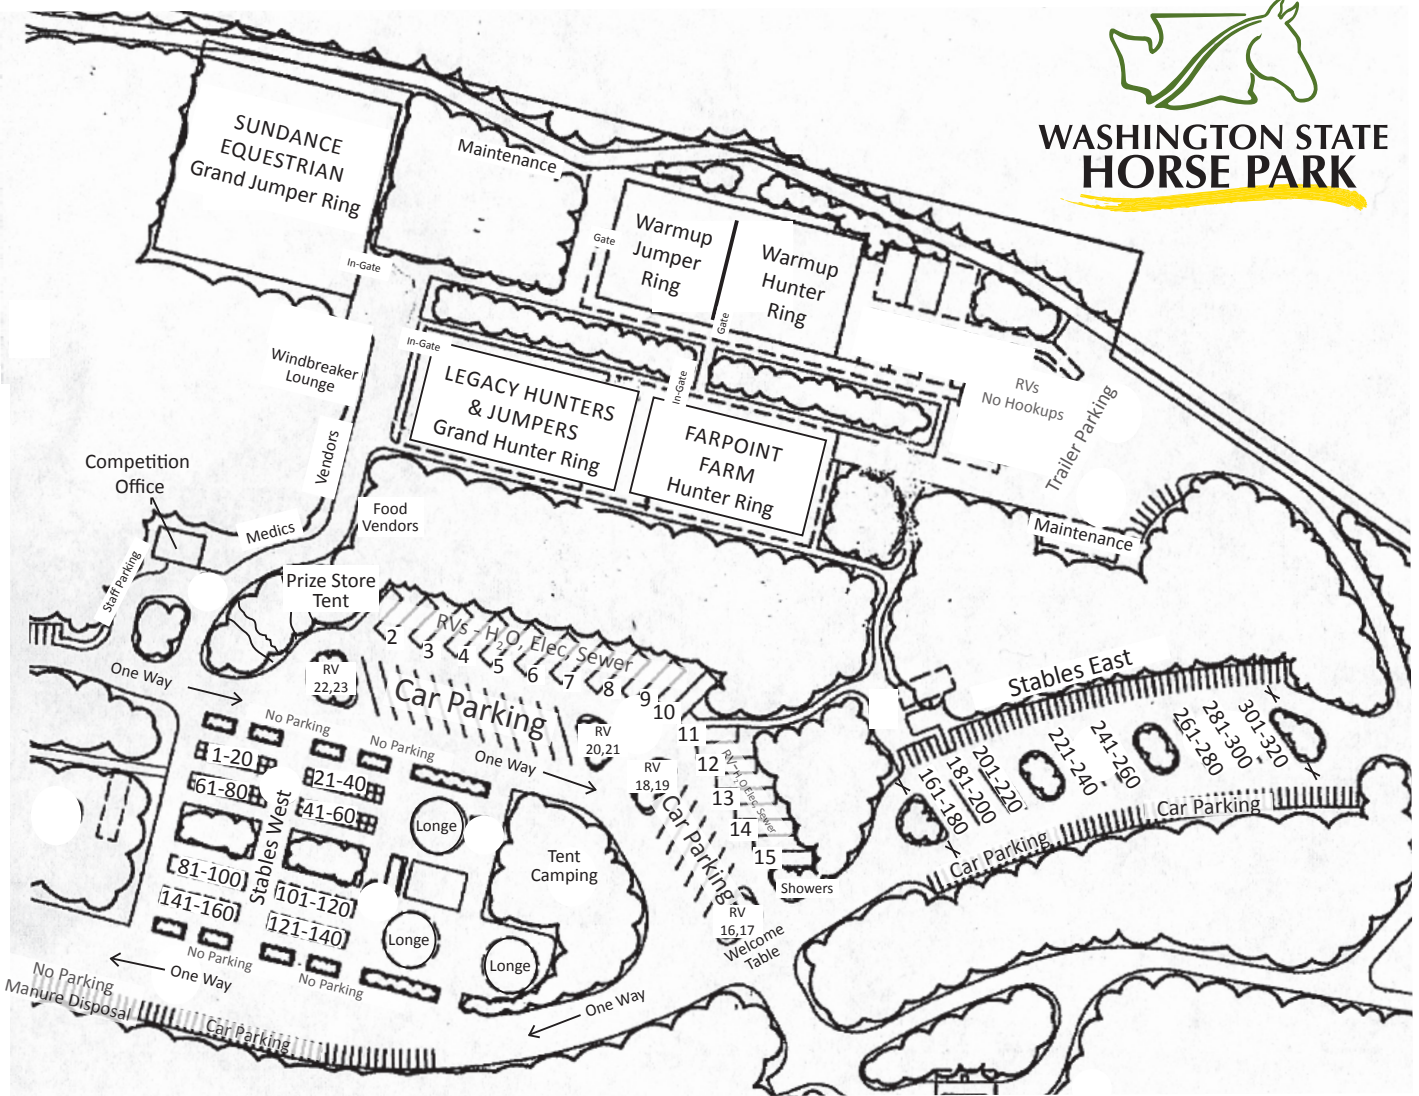 WASHINGTON STATE
HORSE PARK
SUNDANCE
EQUESTRIAN
Grand Jumper Ring
Maintenance
In-Gate
Gate
Warmup
Jumper
Ring
Warmup
Hunter
Ring
Gate
In-Gate
In-Gate
Windbreaker
Lounge
LEGACY HUNTERS
& JUMPERS
Grand Hunter Ring
FARPOINT
FARM
Hunter Ring
RVs
No Hookups
Trailer Parking
Maintenance
Vendors
Competition
Office
Medics
Food
Vendors
Staff Parking
Prize Store
Tent
RVs - H2O, Elec, Sewer
2
3
4
5
6
7
8
9
10
11
12
13
14
15
RV-H2O Elec, Sewer
One Way
RV
22,23
Car Parking
RV
20,21
One Way
RV
18,19
Car Parking
RV
16,17
Welcome
Table
Showers
No Parking
No Parking
1-20
21-40
61-80
41-60
Stables West
81-100
101-120
141-160
121-140
Longe
Longe
Longe
Tent
Camping
No Parking
No Parking
One Way
One Way
No Parking
Manure Disposal
Car Parking
Stables East
161-180
181-200
201-220
221-240
241-260
261-280
281-300
301-320
Car Parking
Car Parking